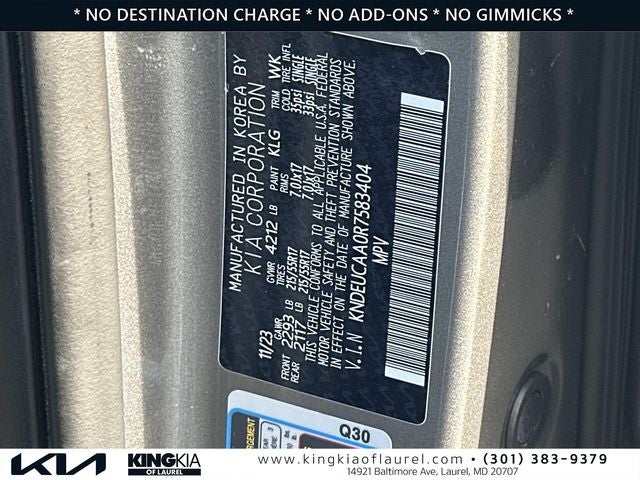 * NO DESTINATION CHARGE * NO ADD-ONS * NO GIMMICKS *
MANUFACTURED IN KOREA BY
KIA CORPORATION
GVWR 4212 LB PAINT KLG TRIM WK
11/23 GAWR TIRES RIMS COLD TIRE INFL
FRONT 2293 LB 215/55R17 7.0Jx17 33psi SINGLE
REAR 2117 LB 215/55R17 7.0Jx17 33psi SINGLE
THIS VEHICLE CONFORMS TO ALL APPLICABLE U.S.A. FEDERAL
MOTOR VEHICLE SAFETY AND THEFT PREVENTION STANDARDS
IN EFFECT ON THE DATE OF MANUFACTURE SHOWN ABOVE.
V.I.N KNDEUCAA0R7583404
MPV
Q30
KIA
KING KIA
OF LAUREL
www.kingkiaoflaurel.com • (301) 383-9379
14921 Baltimore Ave, Laurel, MD 20707